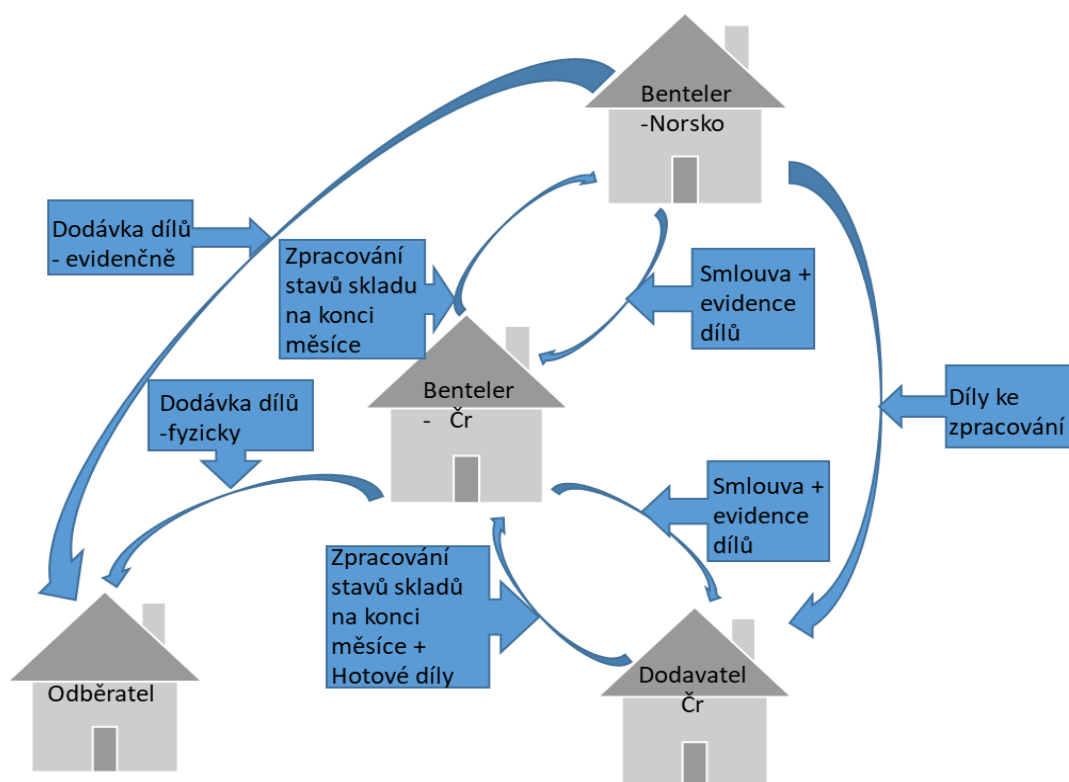 Benteler
-Norsko
Dodávka dílů
- evidenčně
Zpracování
stavů skladu
na konci
měsíce
Smlouva +
evidence
dílů
Benteler
- Čr
Díly ke
zpracování
Dodávka dílů
-fyzicky
Smlouva +
evidence
dílů
Zpracování
stavů skladů
na konci
měsíce +
Hotové díly
Odběratel
Dodavatel
Čr